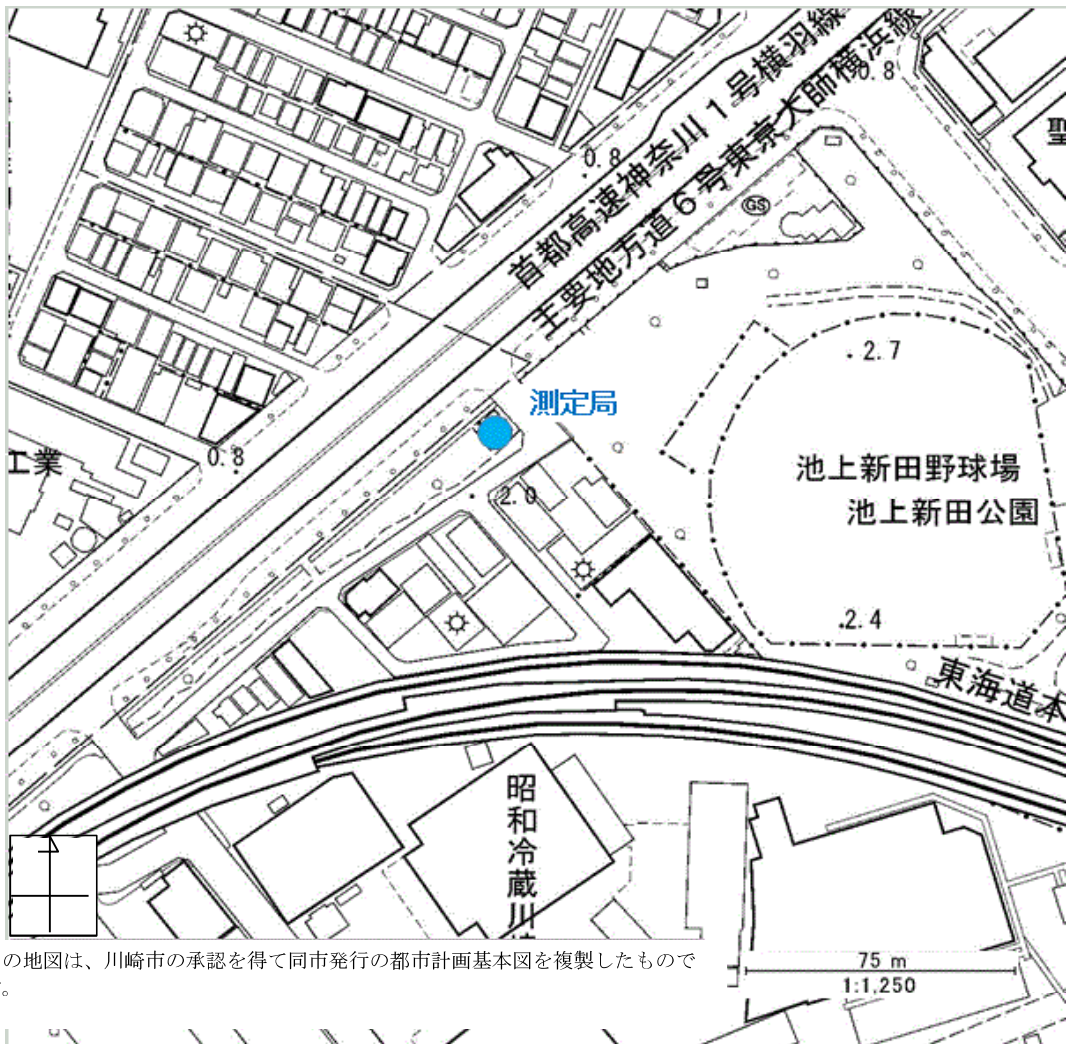 首都高速神奈川1号横羽線
主要地方道6号東京大師横浜線
0.8
0.8
聖
GS
2.7
測定局
工業
0.8
2.0
池上新田野球場
池上新田公園
2.4
東海道本
昭和冷蔵川
の地図は、川崎市の承認を得て同市発行の都市計画基本図を複製したもので
。
75 m
1:1,250